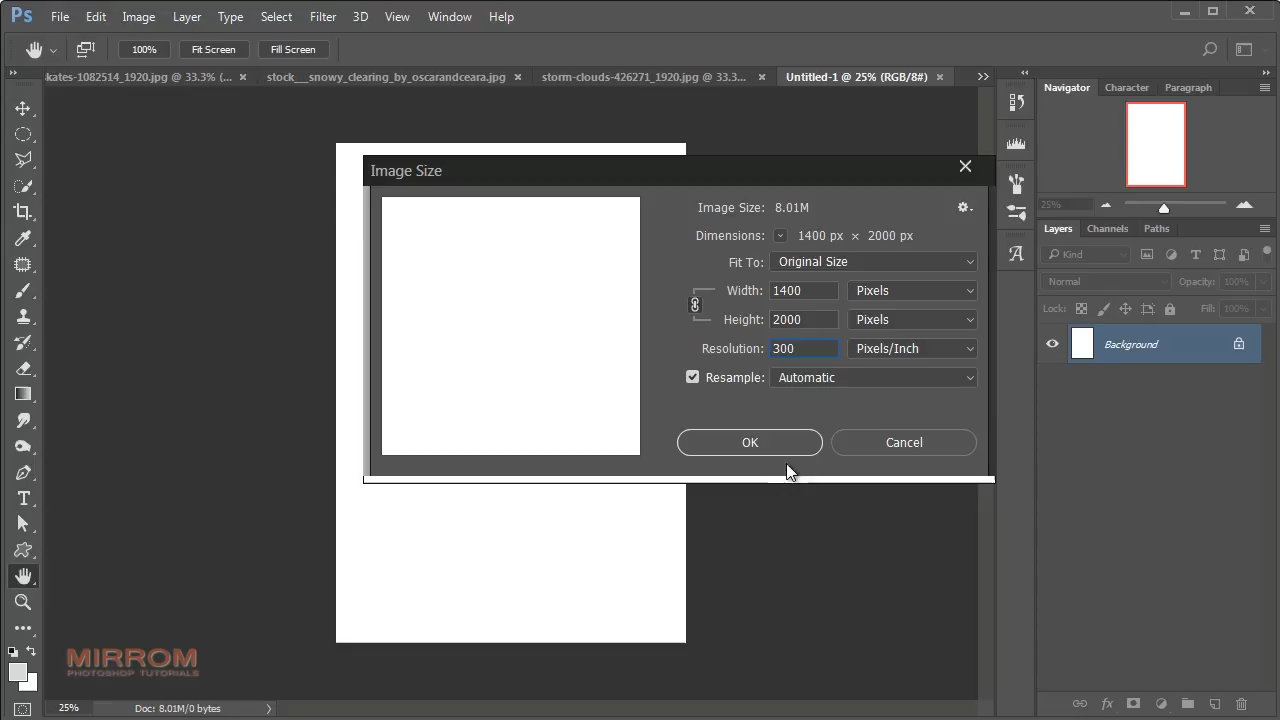 Ps File Edit Image Layer Type Select Filter 3D View Window Help
100% Fit Screen Fill Screen
kates-1082514_1920.jpg @ 33.3% (... × stock__snowy_clearing_by_oscarandceara.jpg × storm-clouds-426271_1920.jpg @ 33.3... × Untitled-1 @ 25% (RGB/8#) ×
Navigator Character Paragraph
25%
Layers Channels Paths
Kind
Normal Opacity: 100%
Lock: Fill: 100%
Background
Image Size
Image Size: 8.01M
Dimensions: 1400 px × 2000 px
Fit To: Original Size
Width: 1400 Pixels
Height: 2000 Pixels
Resolution: 300 Pixels/Inch
Resample: Automatic
OK Cancel
MIRROM
PHOTOSHOP TUTORIALS
25% Doc: 8.01M/0 bytes